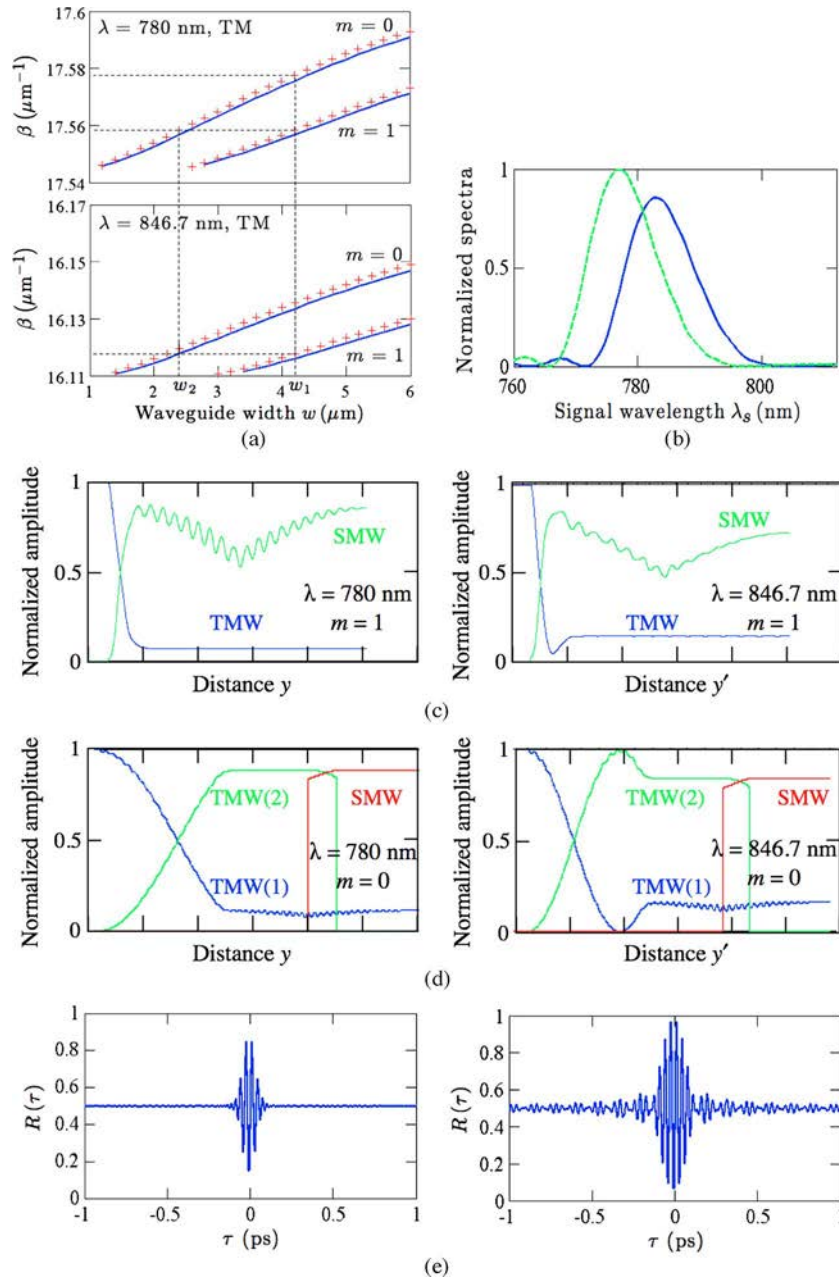 17.6
λ = 780 nm, TM
m = 0
17.58
β (μm⁻¹)
17.56
m = 1
17.54
16.17
λ = 846.7 nm, TM
m = 0
16.15
β (μm⁻¹)
16.13
m = 1
16.11
1 2 w₂ 3 4 w₁ 5 6
Waveguide width w (μm)
(a)
1
Normalized spectra
0.5
0
760 780 800
Signal wavelength λₛ (nm)
(b)
1
Normalized amplitude
SMW
0.5
λ = 780 nm
TMW
m = 1
0
Distance y
1
Normalized amplitude
SMW
0.5
λ = 846.7 nm
TMW
m = 1
0
Distance y′
(c)
1
Normalized amplitude
TMW(2)
SMW
0.5
λ = 780 nm
TMW(1)
m = 0
0
Distance y
1
Normalized amplitude
TMW(2)
SMW
0.5
λ = 846.7 nm
TMW(1)
m = 0
0
Distance y′
(d)
1
0.8
0.6
R (τ)
0.4
0.2
0
-1 -0.5 0 0.5 1
τ (ps)
1
0.8
0.6
R (τ)
0.4
0.2
0
-1 -0.5 0 0.5 1
τ (ps)
(e)